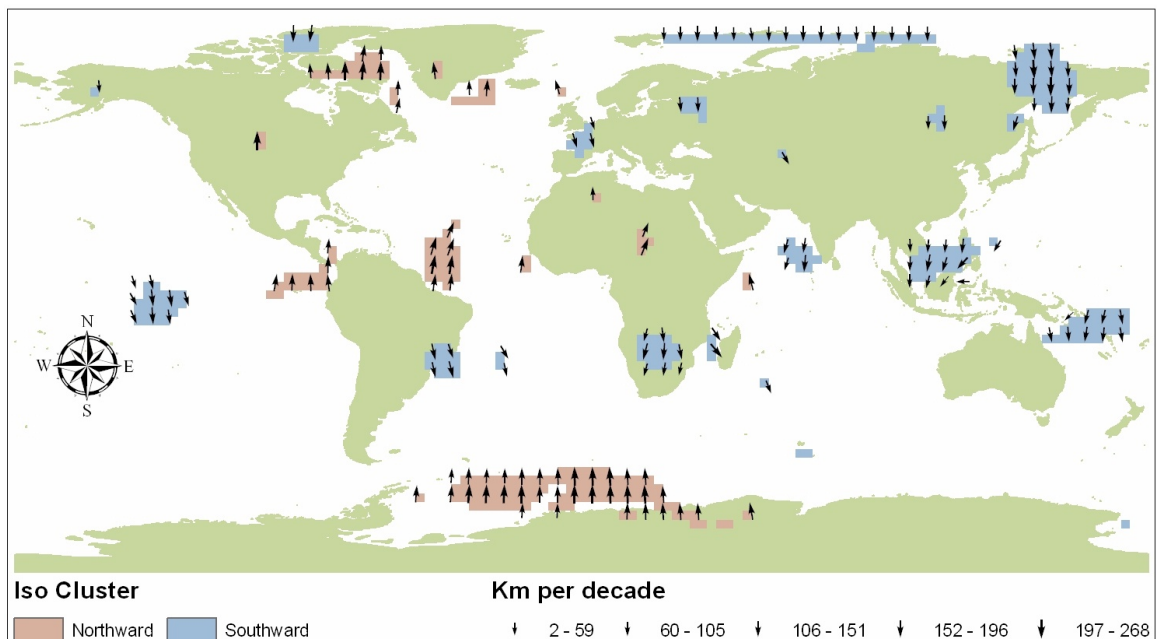 N
W E
S
Iso Cluster Km per decade
Northward Southward 2 - 59 60 - 105 106 - 151 152 - 196 197 - 268